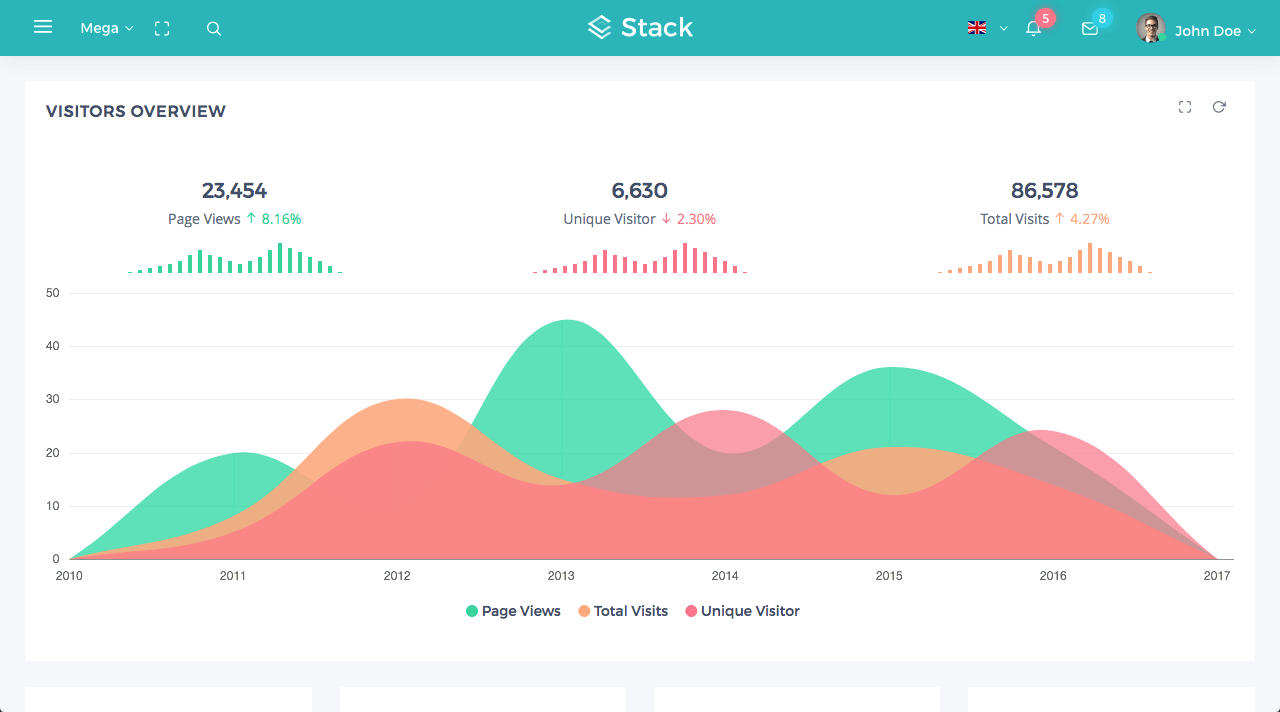 Mega
Stack
5
8
John Doe
VISITORS OVERVIEW
23,454
6,630
86,578
Page Views ↑ 8.16%
Unique Visitor ↓ 2.30%
Total Visits ↑ 4.27%
50
40
30
20
10
0
2010 2011 2012 2013 2014 2015 2016 2017
Page Views Total Visits Unique Visitor